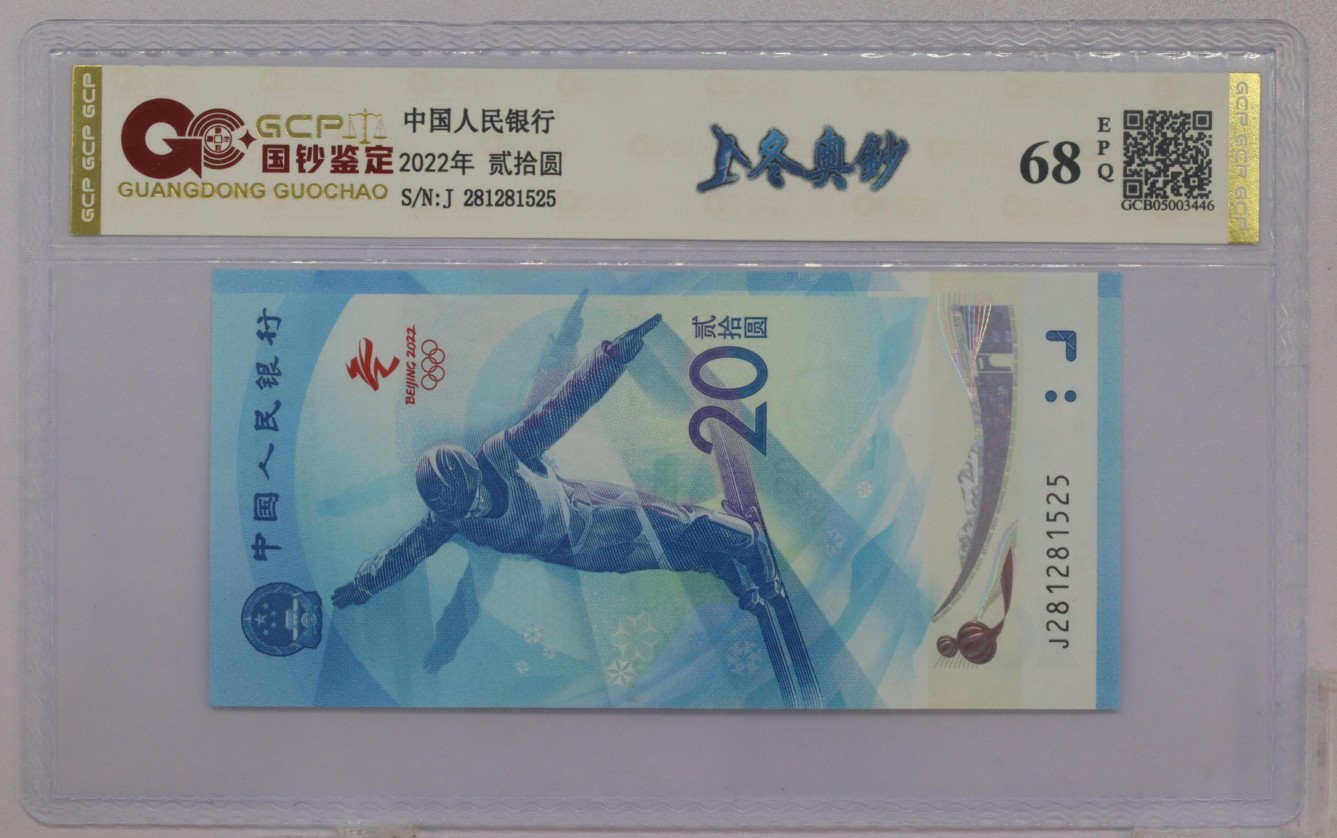 GCP GCP GCP
GCP
国钞鉴定
GUANGDONG GUOCHAO
中国人民银行
2022年 贰拾圆
S/N:J 281281525
冬奥钞
68
EPQ
GCB05003446
GCP GCP GCP
中国人民银行
BEIJING 2022
贰拾圆
20
J281281525